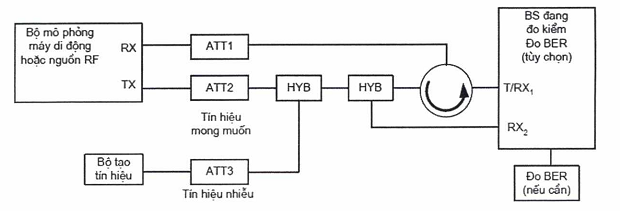 Bộ mô phỏng
máy di động
hoặc nguồn RF
RX
TX
ATT1
ATT2
Tín hiệu
mong muốn
HYB
HYB
BS đang
đo kiểm
Đo BER
(tùy chọn)
T/RX1
RX2
Bộ tạo
tín hiệu
ATT3
Tín hiệu nhiễu
Đo BER
(nếu cần)